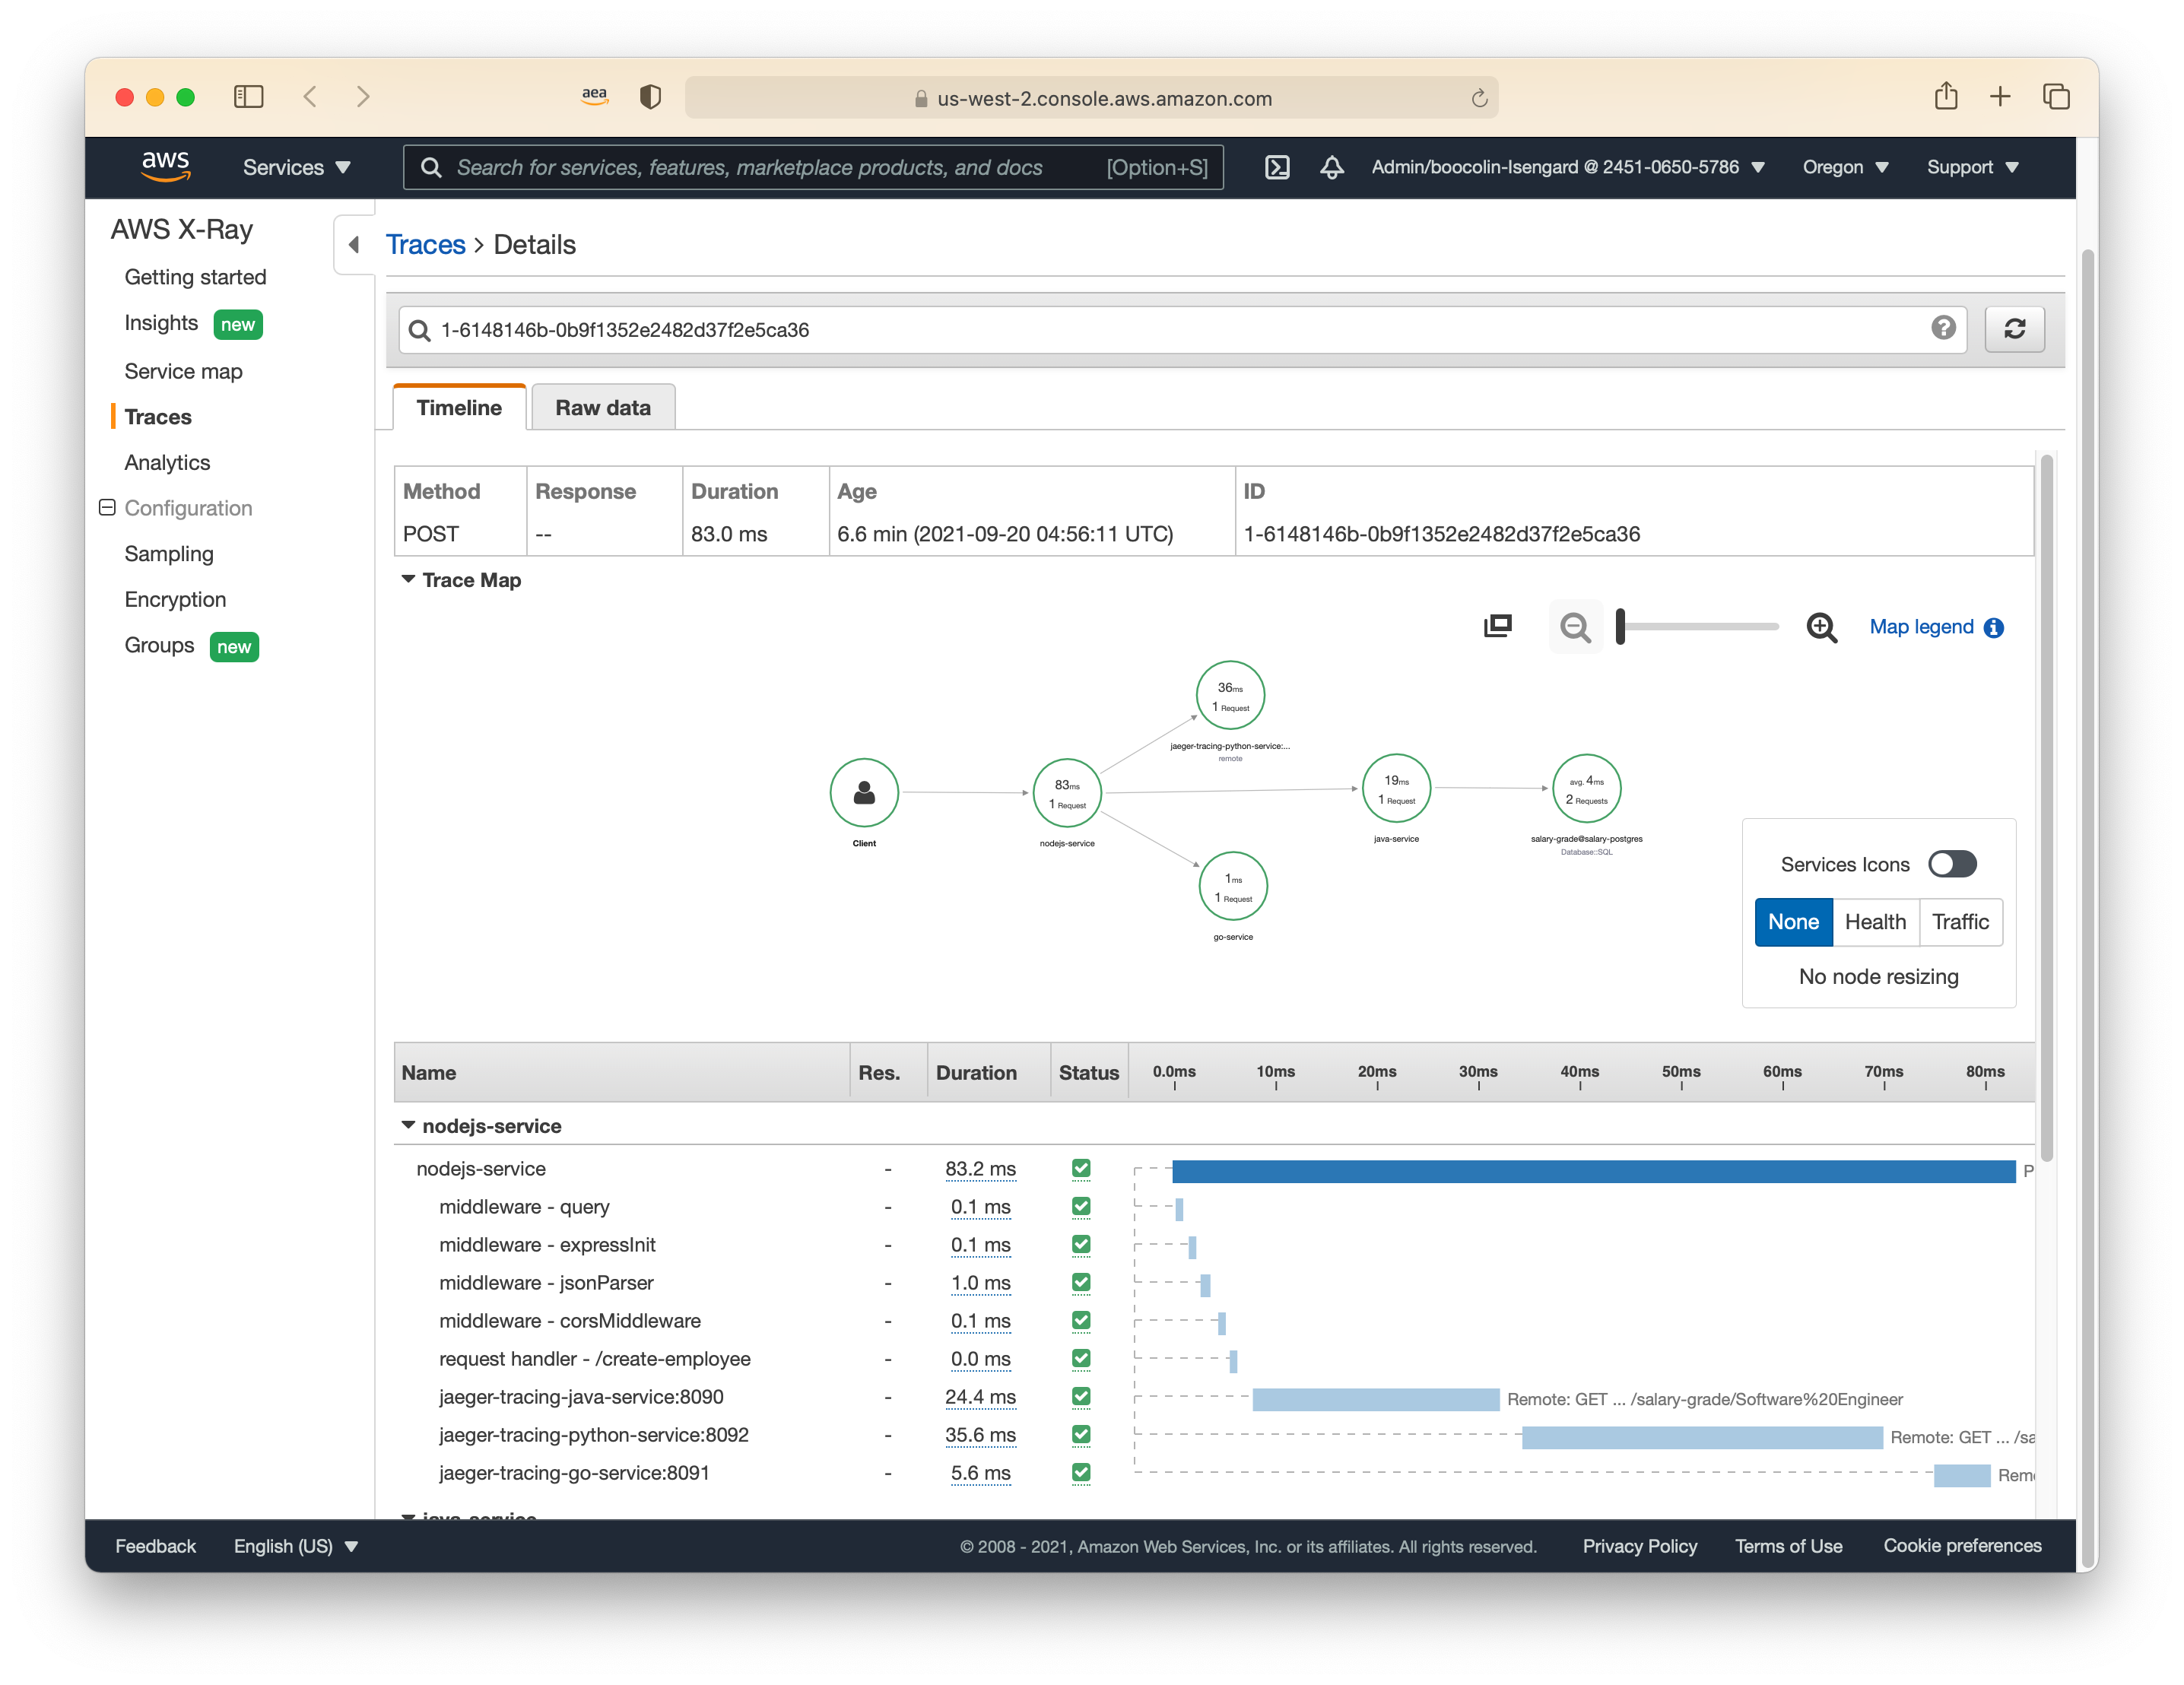 aea
us-west-2.console.aws.amazon.com
aws
Services
Search for services, features, marketplace products, and docs [Option+S]
Admin/boocolin-Isengard @ 2451-0650-5786
Oregon
Support
AWS X-Ray
Getting started
Insights new
Service map
Traces
Analytics
Configuration
Sampling
Encryption
Groups new
Traces > Details
1-6148146b-0b9f1352e2482d37f2e5ca36
Timeline
Raw data
Method Response Duration Age ID
POST -- 83.0 ms 6.6 min (2021-09-20 04:56:11 UTC) 1-6148146b-0b9f1352e2482d37f2e5ca36
Trace Map
Map legend
36ms
1 Request
jaeger-tracing-python-service:...
remote
Client
83ms
1 Request
nodejs-service
19ms
1 Request
java-service
avg. 4ms
2 Requests
salary-grade@salary-postgres
Database::SQL
1ms
1 Request
go-service
Services Icons
None Health Traffic
No node resizing
Name Res. Duration Status 0.0ms 10ms 20ms 30ms 40ms 50ms 60ms 70ms 80ms
nodejs-service
nodejs-service - 83.2 ms P
middleware - query - 0.1 ms
middleware - expressInit - 0.1 ms
middleware - jsonParser - 1.0 ms
middleware - corsMiddleware - 0.1 ms
request handler - /create-employee - 0.0 ms
jaeger-tracing-java-service:8090 - 24.4 ms Remote: GET ... /salary-grade/Software%20Engineer
jaeger-tracing-python-service:8092 - 35.6 ms Remote: GET ... /sa
jaeger-tracing-go-service:8091 - 5.6 ms Rem
java-service
Feedback
English (US)
© 2008 - 2021, Amazon Web Services, Inc. or its affiliates. All rights reserved.
Privacy Policy
Terms of Use
Cookie preferences